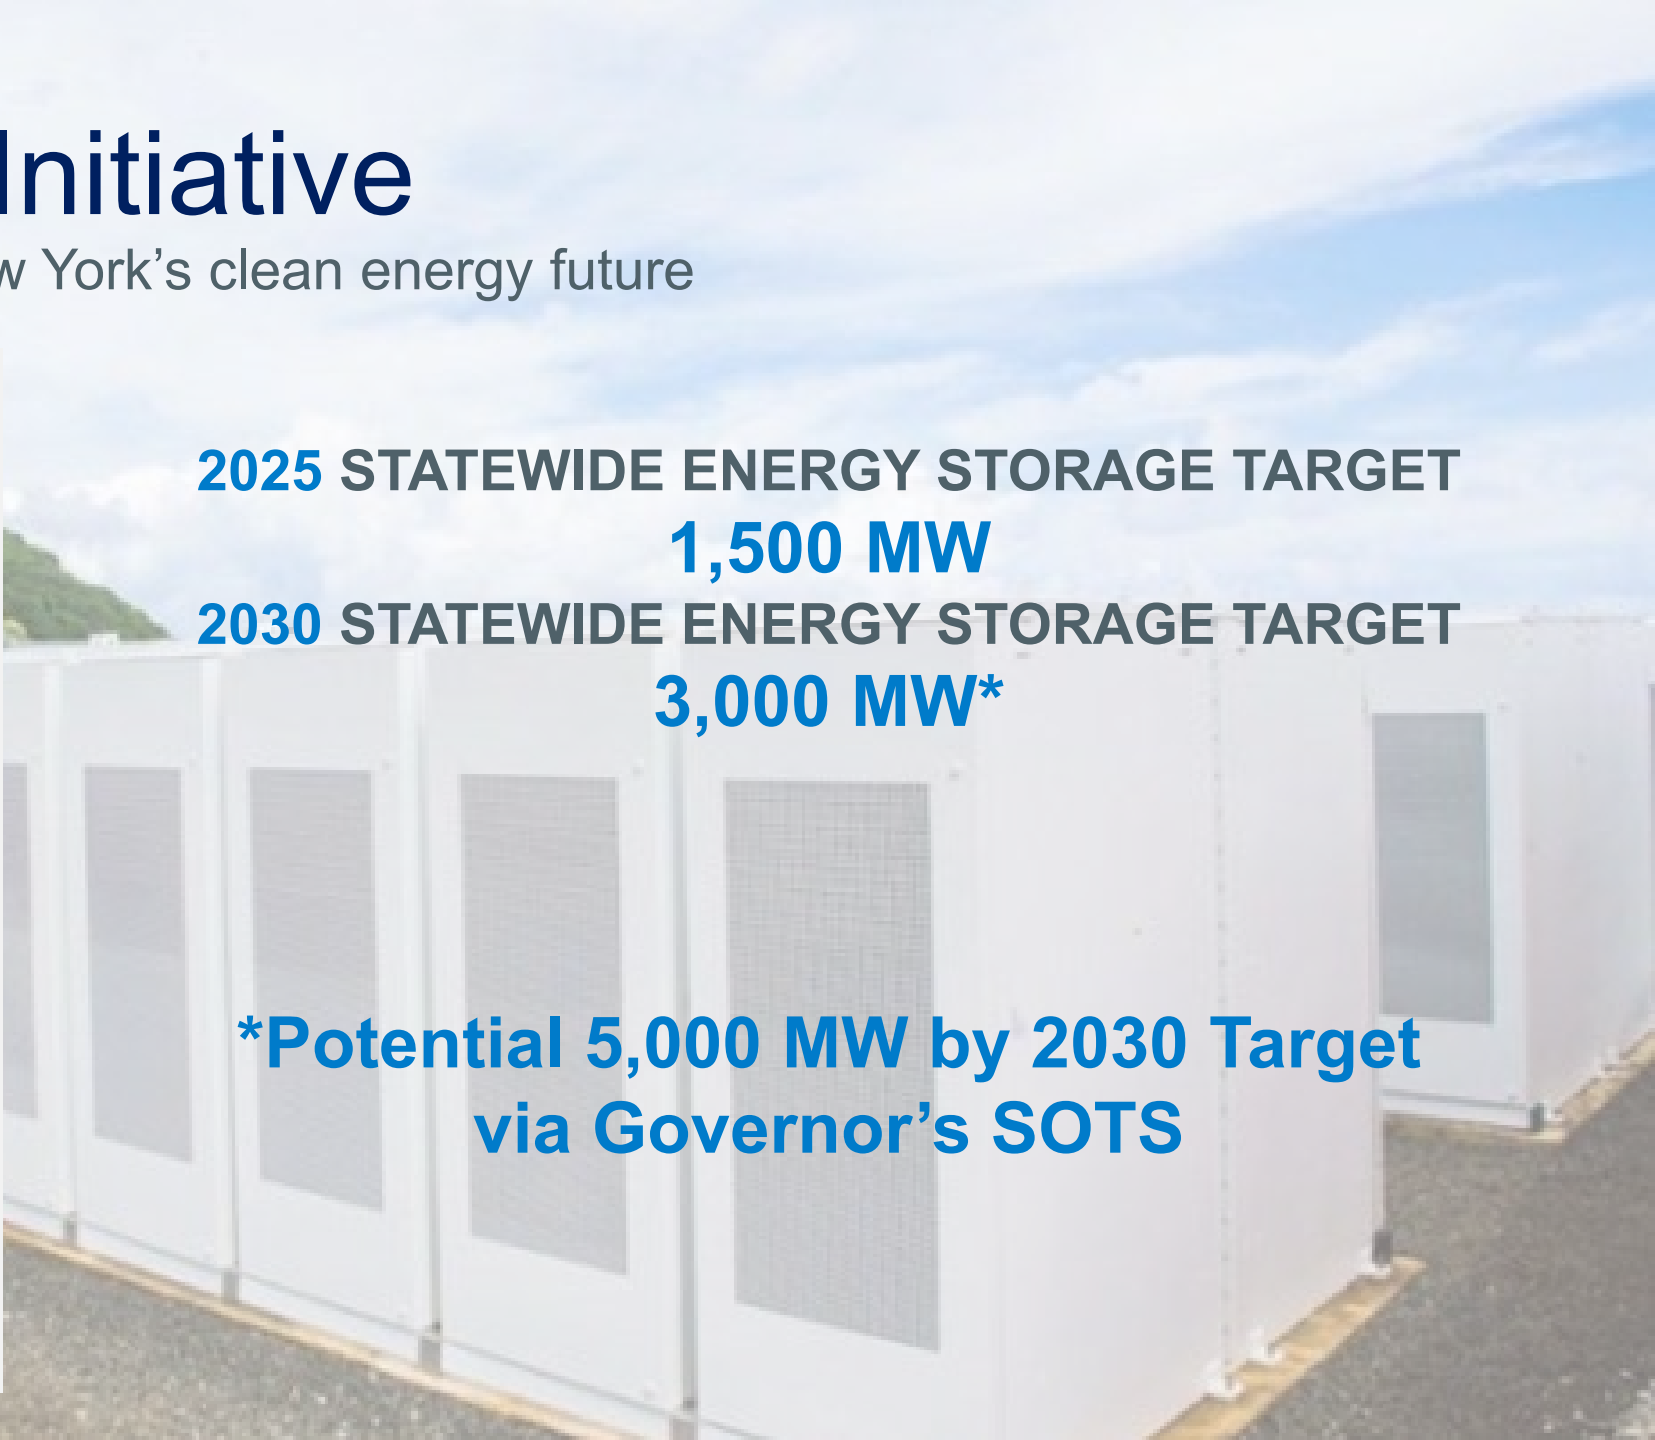 Initiative
w York’s clean energy future
2025 STATEWIDE ENERGY STORAGE TARGET
1,500 MW
2030 STATEWIDE ENERGY STORAGE TARGET
3,000 MW*
*Potential 5,000 MW by 2030 Target
via Governor’s SOTS